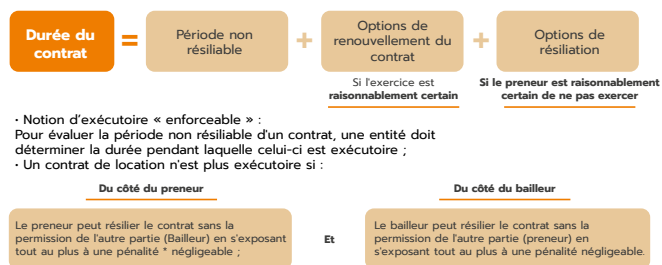 Durée du
contrat
=
Période non
résiliable
+
Options de
renouvellement du
contrat
+
Options de
résiliation
Si l'exercice est
raisonnablement certain
Si le preneur est raisonnablement
certain de ne pas exercer
• Notion d'exécutoire « enforceable » :
Pour évaluer la période non résiliable d'un contrat, une entité doit
déterminer la durée pendant laquelle celui-ci est exécutoire ;
• Un contrat de location n'est plus exécutoire si :
Du côté du preneur
Du côté du bailleur
Le preneur peut résilier le contrat sans la
permission de l'autre partie (Bailleur) en s'exposant
tout au plus à une pénalité * négligeable ;
Et
Le bailleur peut résilier le contrat sans la
permission de l'autre partie (preneur) en
s'exposant tout au plus à une pénalité négligeable.